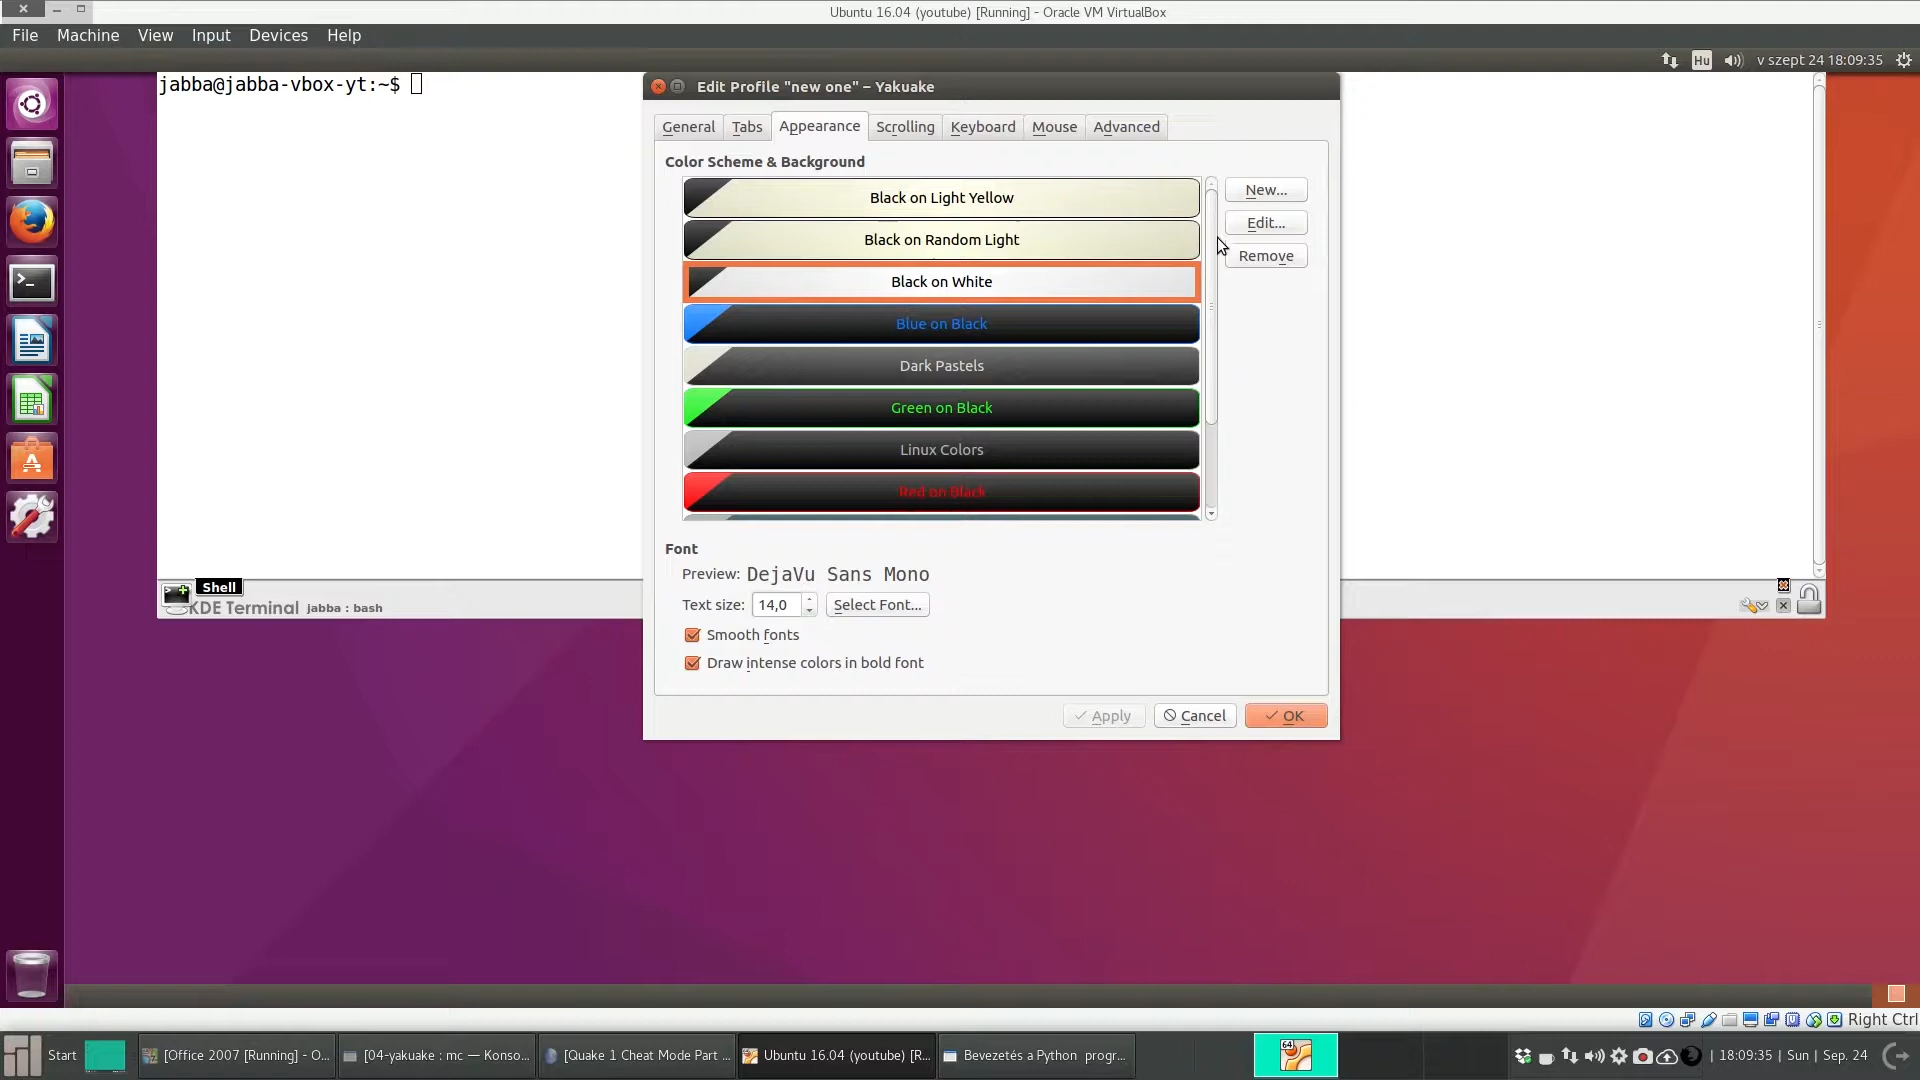 Ubuntu 16.04 (youtube) [Running] - Oracle VM VirtualBox
File Machine View Input Devices Help
Hu v szept 24 18:09:35
jabba@jabba-vbox-yt:~$
Edit Profile "new one" – Yakuake
General Tabs Appearance Scrolling Keyboard Mouse Advanced
Color Scheme & Background
Black on Light Yellow
Black on Random Light
Black on White
Blue on Black
Dark Pastels
Green on Black
Linux Colors
Red on Black
New...
Edit...
Remove
Font
Preview: DejaVu Sans Mono
Text size: 14,0 Select Font...
Smooth fonts
Draw intense colors in bold font
Apply Cancel OK
Shell
KDE Terminal jabba : bash
Right Ctrl
Start [Office 2007 [Running] - O... [04-yakuake : mc — Konso... [Quake 1 Cheat Mode Part ... Ubuntu 16.04 (youtube) [R... Bevezetés a Python progr... 64 | 18:09:35 | Sun | Sep. 24